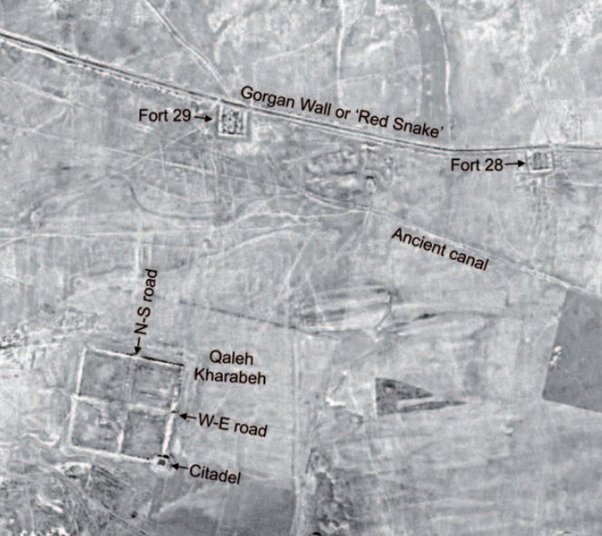 Gorgan Wall or 'Red Snake'
Fort 29
Fort 28
Ancient canal
N-S road
Qaleh
Kharabeh
W-E road
Citadel